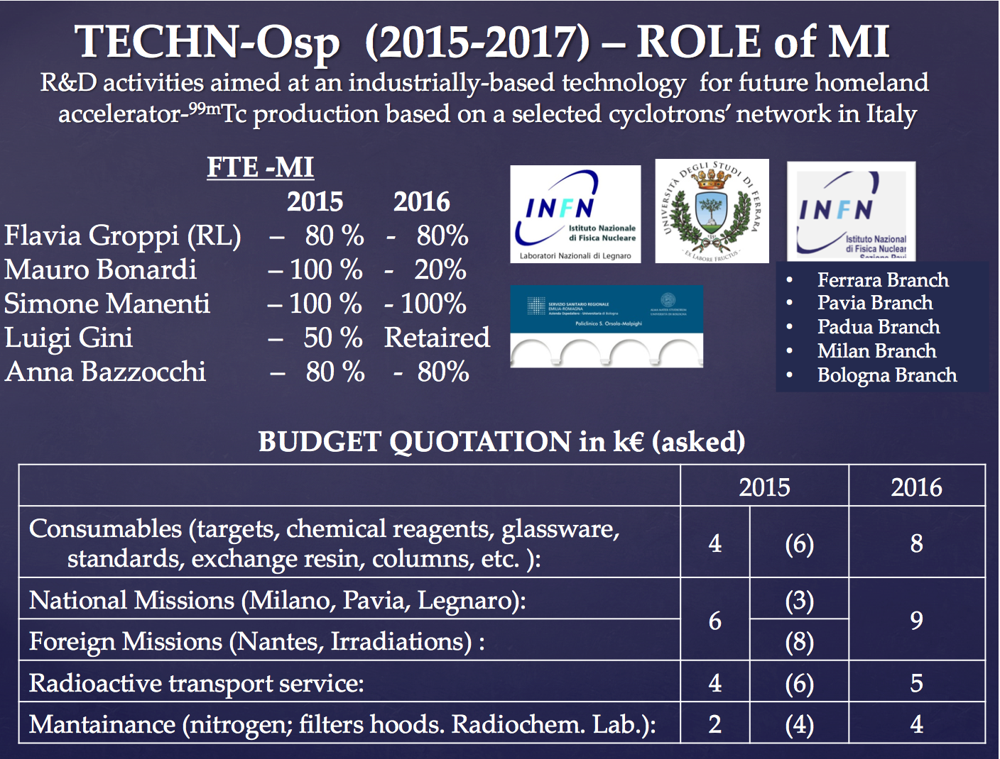 TECHN-Osp (2015-2017) – ROLE of MI
R&D activities aimed at an industrially-based technology for future homeland
accelerator-99mTc production based on a selected cyclotrons’ network in Italy
FTE -MI
2015 2016
Flavia Groppi (RL) – 80 % - 80%
Mauro Bonardi – 100 % - 20%
Simone Manenti – 100 % - 100%
Luigi Gini – 50 % Retaired
Anna Bazzocchi – 80 % - 80%
INFN
Istituto Nazionale
di Fisica Nucleare
Laboratori Nazionali di Legnaro
UNIVERSITÀ DEGLI STUDI DI FERRARA
- EX LABORE FRUCTUS -
INFN
Istituto Nazional
di Fisica Nuclear
SERVIZIO SANITARIO REGIONALE
EMILIA-ROMAGNA
Azienda Ospedaliero - Universitaria di Bologna
ALMA MATER STUDIORUM
UNIVERSITÀ DI BOLOGNA
Policlinico S. Orsola-Malpighi
• Ferrara Branch
• Pavia Branch
• Padua Branch
• Milan Branch
• Bologna Branch
BUDGET QUOTATION in k€ (asked)
2015 2016
Consumables (targets, chemical reagents, glassware,
standards, exchange resin, columns, etc. ): 4 (6) 8
National Missions (Milano, Pavia, Legnaro): (3)
6 9
Foreign Missions (Nantes, Irradiations) : (8)
Radioactive transport service: 4 (6) 5
Mantainance (nitrogen; filters hoods. Radiochem. Lab.): 2 (4) 4